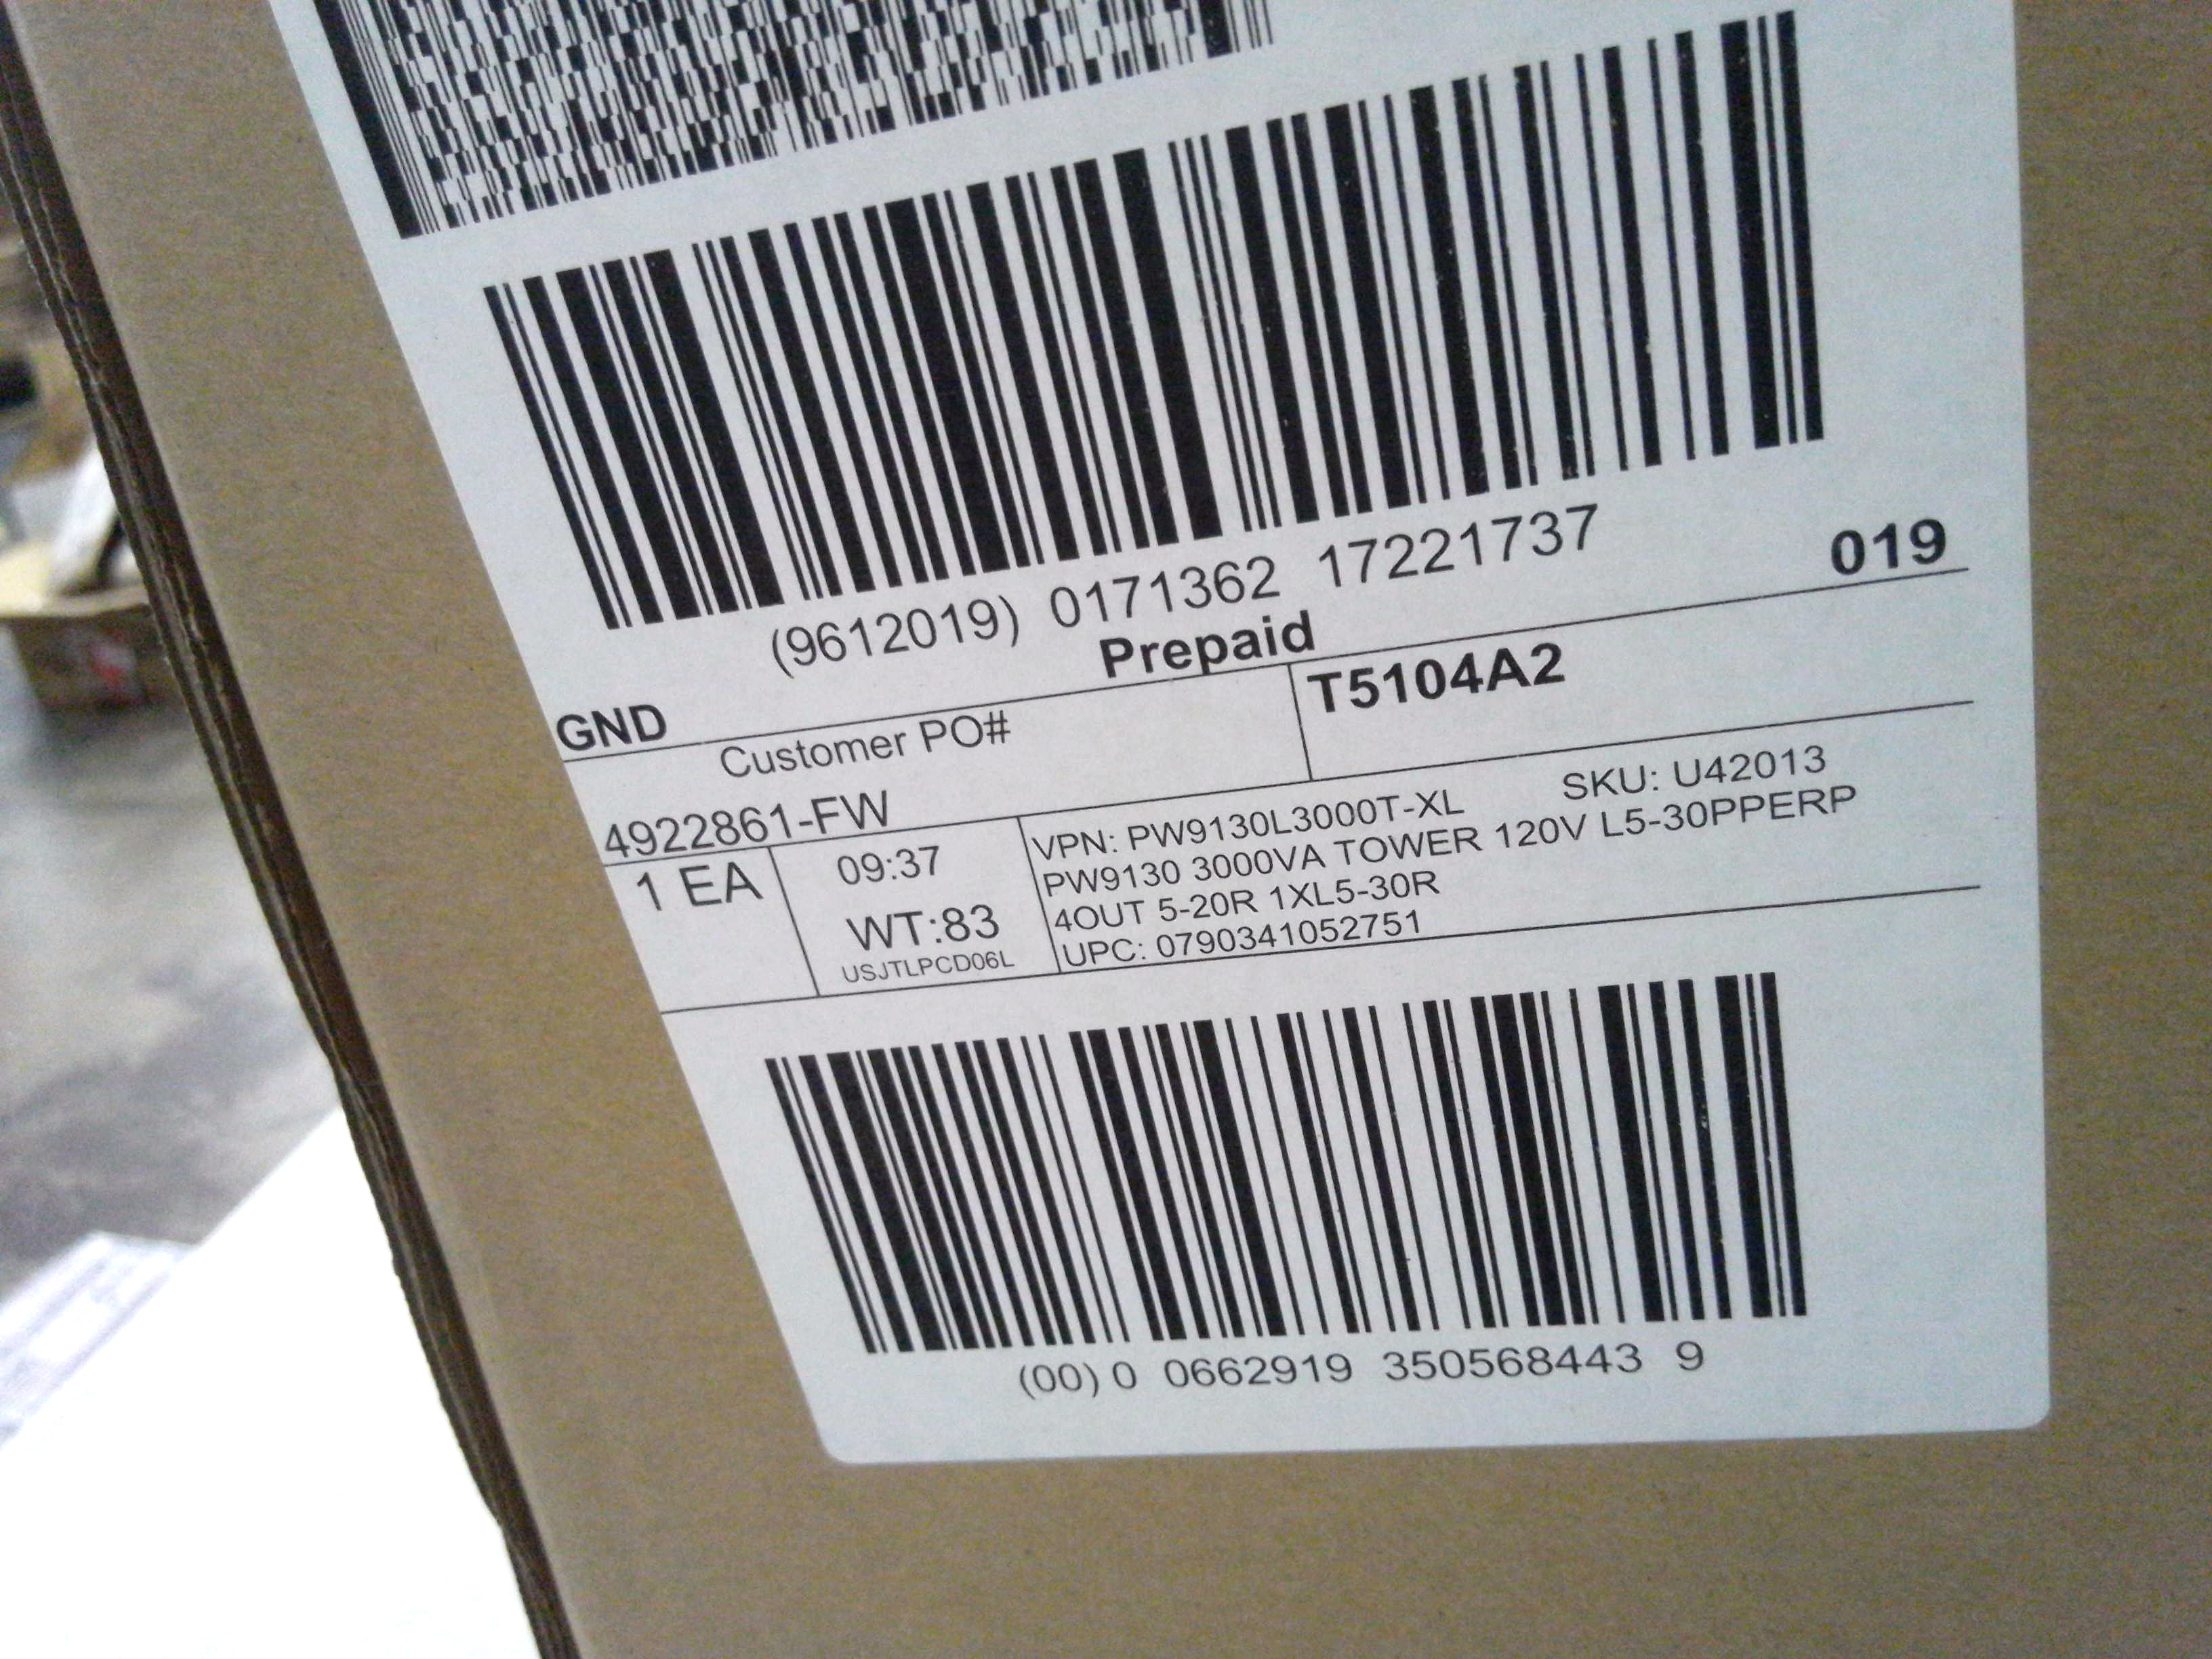 (9612019) 0171362 17221737
019
Prepaid
GND
T5104A2
Customer PO#
4922861-FW
1 EA
09:37
WT:83
USJTLPCD06L
VPN: PW9130L3000T-XL SKU: U42013
PW9130 3000VA TOWER 120V L5-30PPERP
4OUT 5-20R 1XL5-30R
UPC: 0790341052751
(00) 0 0662919 350568443 9